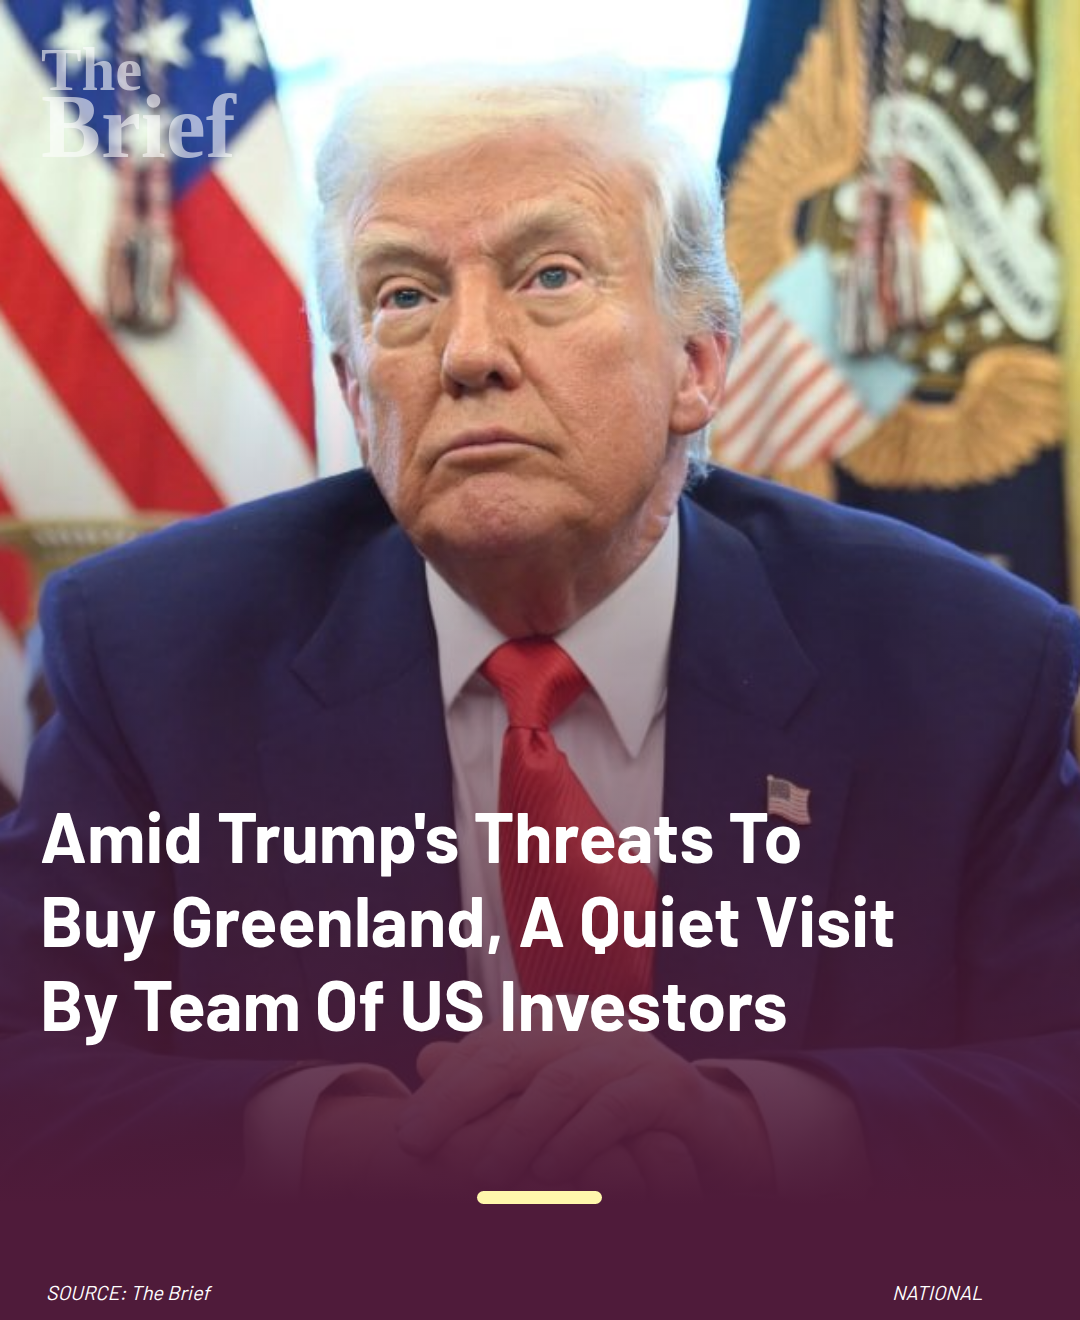 The
Brief
Amid Trump's Threats To
Buy Greenland, A Quiet Visit
By Team Of US Investors
SOURCE: The Brief
NATIONAL